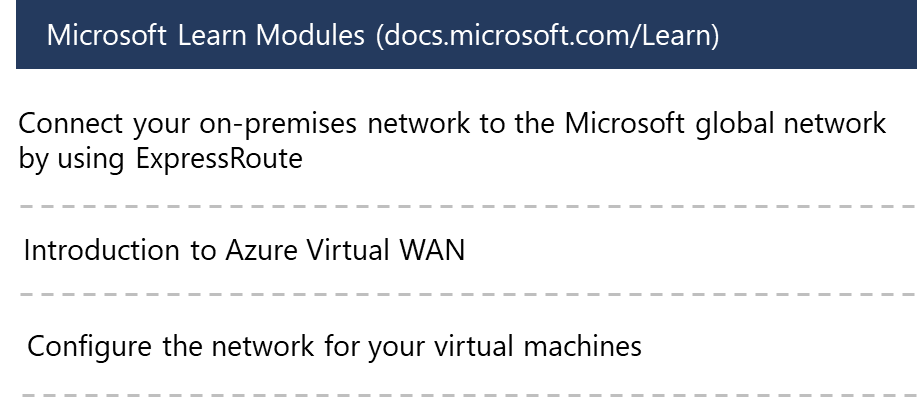 Microsoft Learn Modules (docs.microsoft.com/Learn)
Connect your on-premises network to the Microsoft global network
by using ExpressRoute
Introduction to Azure Virtual WAN
Configure the network for your virtual machines